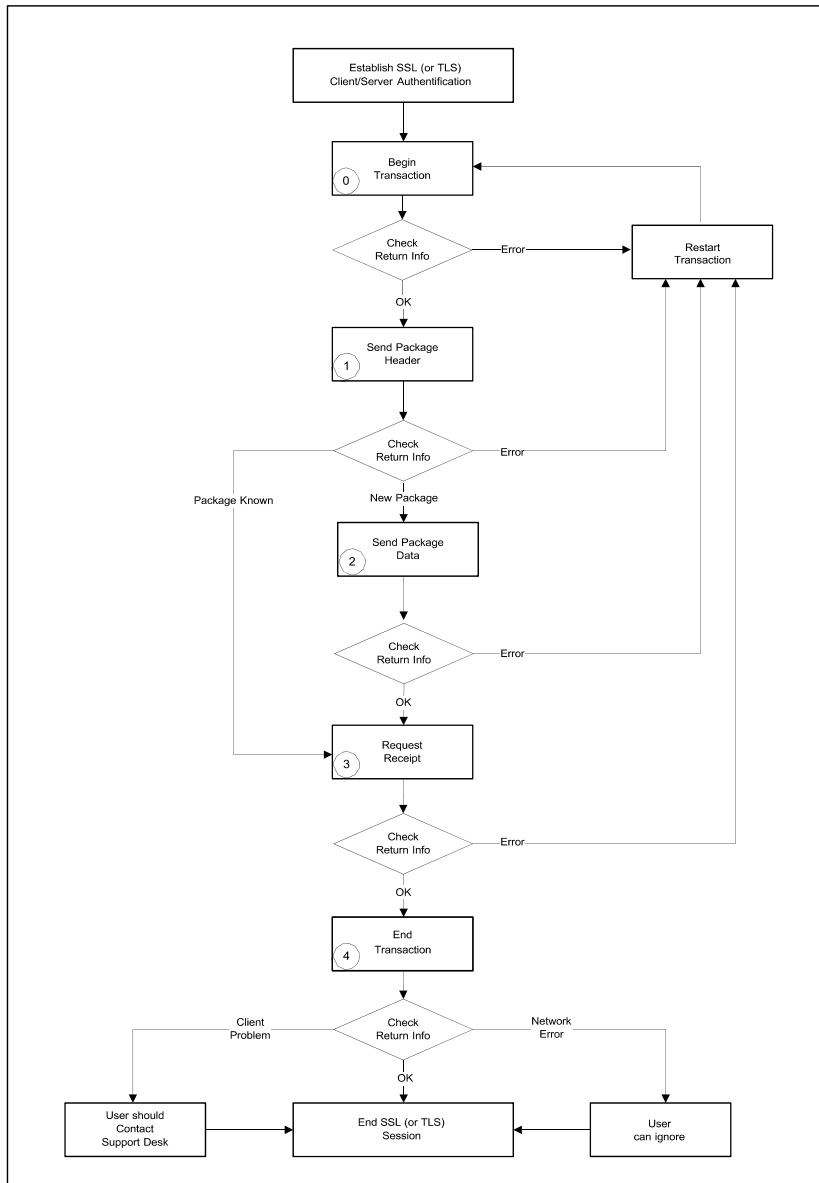 Establish SSL (or TLS)
Client/Server Authentification
Begin
Transaction
0
Check
Return Info
Error
Restart
Transaction
OK
Send Package
Header
1
Check
Return Info
Error
Package Known
New Package
Send Package
Data
2
Check
Return Info
Error
OK
Request
Receipt
3
Check
Return Info
Error
OK
End
Transaction
4
Client
Problem
Check
Return Info
Network
Error
OK
User should
Contact
Support Desk
End SSL (or TLS)
Session
User
can ignore